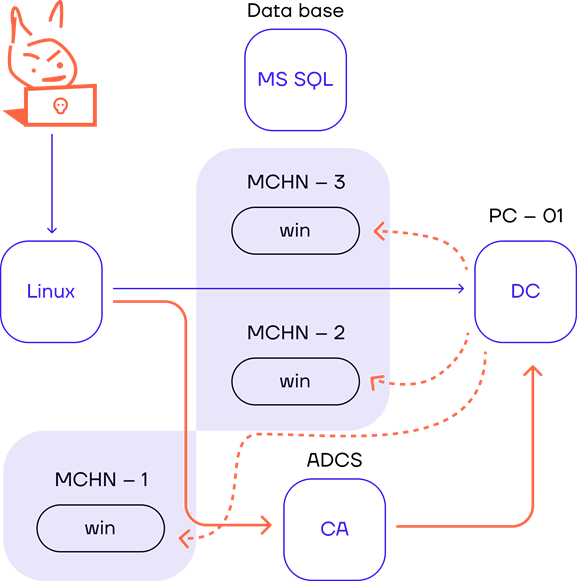 Data base
MS SQL
MCHN – 3
win
PC – 01
Linux
DC
MCHN – 2
win
ADCS
MCHN – 1
win
CA